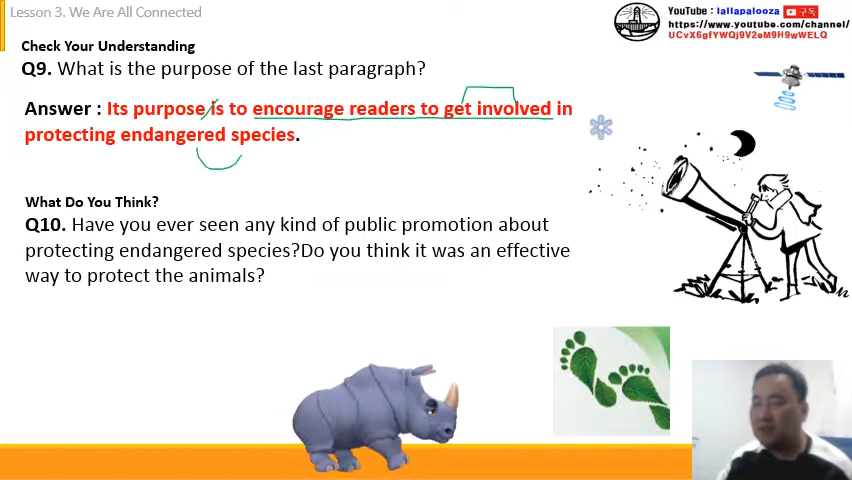 Lesson 3. We Are All Connected
YouTube : lallapalooza 구독
https://www.youtube.com/channel/
UCvX6gfYWQj9V2eM9H9wWELQ
Check Your Understanding
Q9. What is the purpose of the last paragraph?
Answer : Its purpose is to encourage readers to get involved in
protecting endangered species.
What Do You Think?
Q10. Have you ever seen any kind of public promotion about
protecting endangered species?Do you think it was an effective
way to protect the animals?